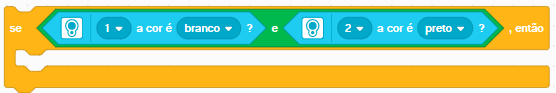 se 1 a cor é branco ? e 2 a cor é preto ? , então